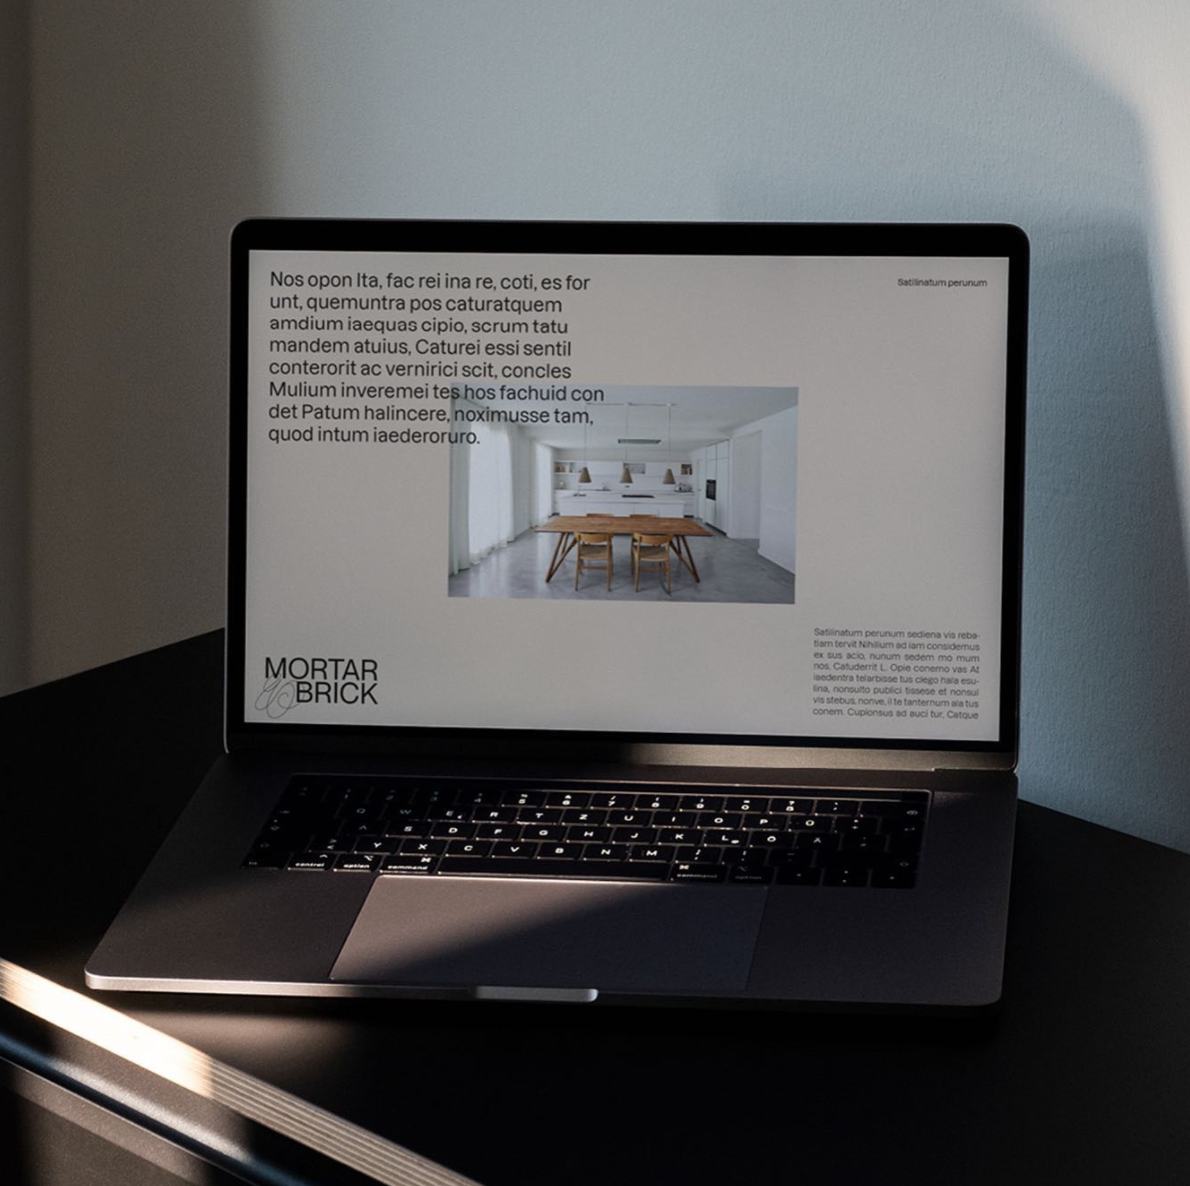 Nos opon Ita, fac rei ina re, coti, es for
unt, quemuntra pos caturatquem
amdium iaequas cipio, scrum tatu
mandem atuius, Caturei essi sentil
conterorit ac vernirici scit, concles
Mulium inveremei tes hos fachuid con
det Patum halincere, noximusse tam,
quod intum iaederoruro.
Satilinatum perunum
Satilinatum perunum sediena vis reba-
tiam tervit Nihilium ad iam considemus
ex sus acio, nunum sedem mo mum
nos, Catuderrit L. Opie conemo vas At
iaedentra telarbisse tus clego hala esu-
lina, nonsulto publici tissese et nonsul
vis stebus, nonve, il te tanternum ala tus
conem. Cupionsus ad auci tur, Catque
MORTAR
BRICK
Q W E R T Z U I O P Ö
A S D F G H J K L Ö Ä
Y X C V B N M
control option command command option